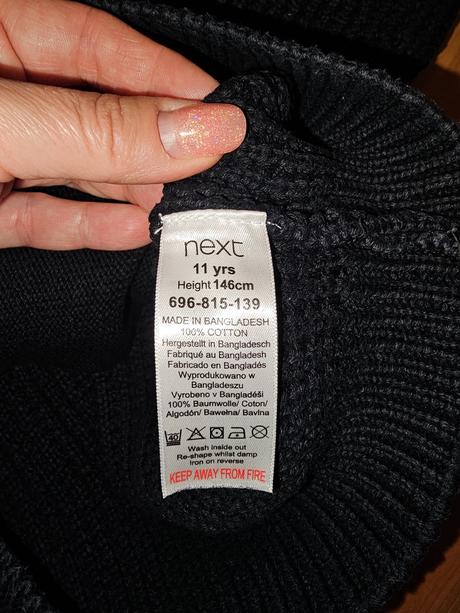 next
11 yrs
Height 146cm
696-815-139
MADE IN BANGLADESH
100% COTTON
Hergestellt in Bangladesch
Fabriqué au Bangladesh
Fabricado en Bangladés
Wyprodukowano w
Bangladeszu
Vyrobeno v Bangladéši
100% Baumwolle/ Coton/
Algodón/ Bawełna/ Bavlna
40
Wash inside out
Re-shape whilst damp
Iron on reverse
KEEP AWAY FROM FIRE